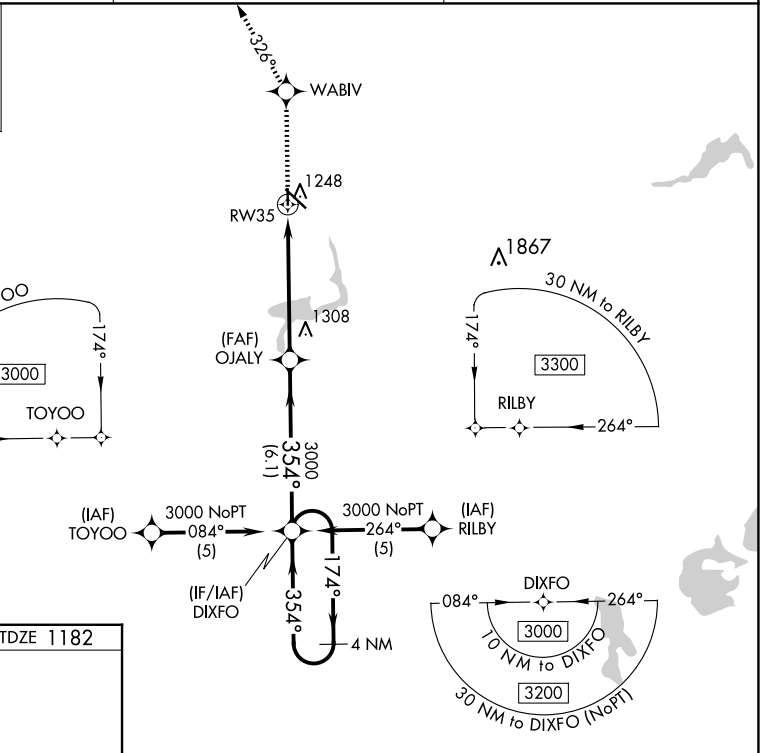 326°
WABIV
1248
RW35
1867
OO
30 NM to RILBY
174°
1308
174°
(FAF)
OJALY
3000
3300
TOYOO
RILBY
264°
3000
354°
(6.1)
(IAF)
TOYOO
3000 NoPT
084°
(5)
3000 NoPT
264°
(5)
(IAF)
RILBY
(IF/IAF)
DIXFO
174°
354°
4 NM
DIXFO
084°
264°
3000
10 NM to DIXFO
3200
30 NM to DIXFO (NoPT)
TDZE 1182